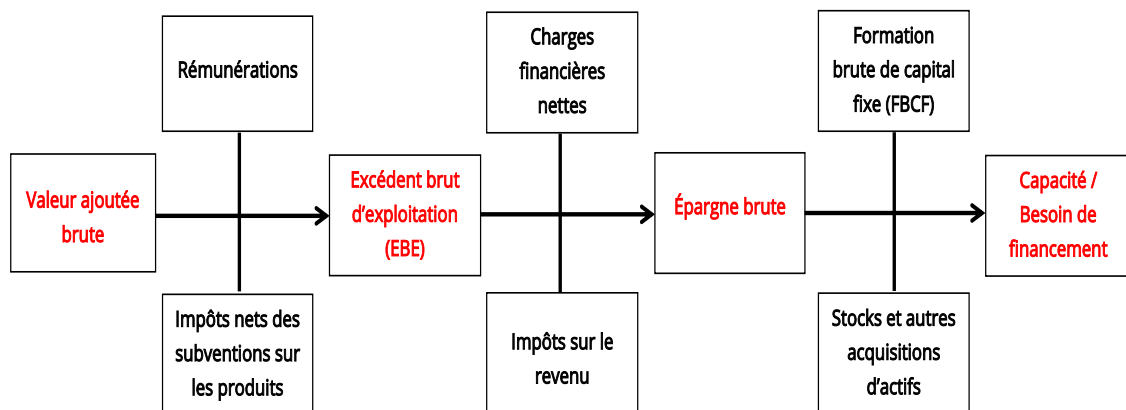 Rémunérations
Charges
financières
nettes
Formation
brute de capital
fixe (FBCF)
Valeur ajoutée
brute
Excédent brut
d’exploitation
(EBE)
Épargne brute
Capacité /
Besoin de
financement
Impôts nets des
subventions sur
les produits
Impôts sur le
revenu
Stocks et autres
acquisitions
d’actifs